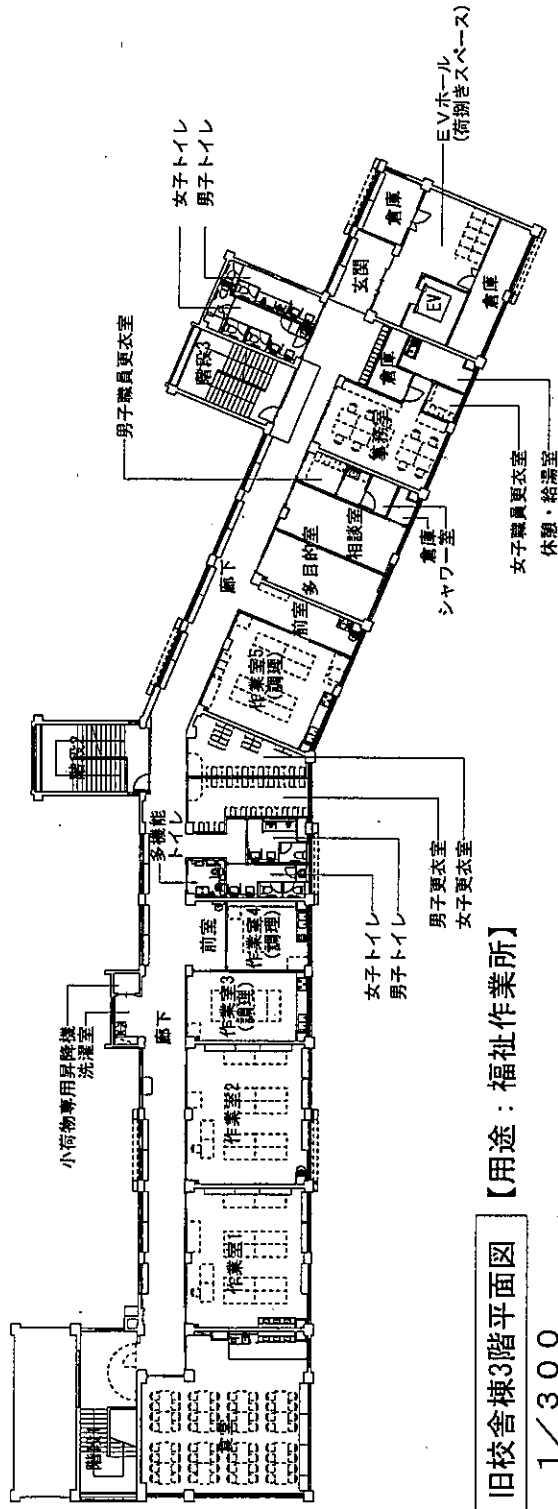 女子トイレ
男子トイレ
男子職員更衣室
階段3
玄関
倉庫
EVホール
(荷捌きスペース)
EV
倉庫
倉庫
事務室
相談室
多目的室
前室
廊下
作業室5
(調理)
倉庫
シャワー室
女子職員更衣室
休憩・給湯室
階段2
多機能
トイレ
前室
作業室4
(調理)
作業室3
(調理)
女子トイレ
男子トイレ
男子更衣室
女子更衣室
小荷物専用昇降機
洗濯室
廊下
作業室2
作業室1
食堂
階段1
旧校舎棟3階平面図
【用途：福祉作業所】
1/300